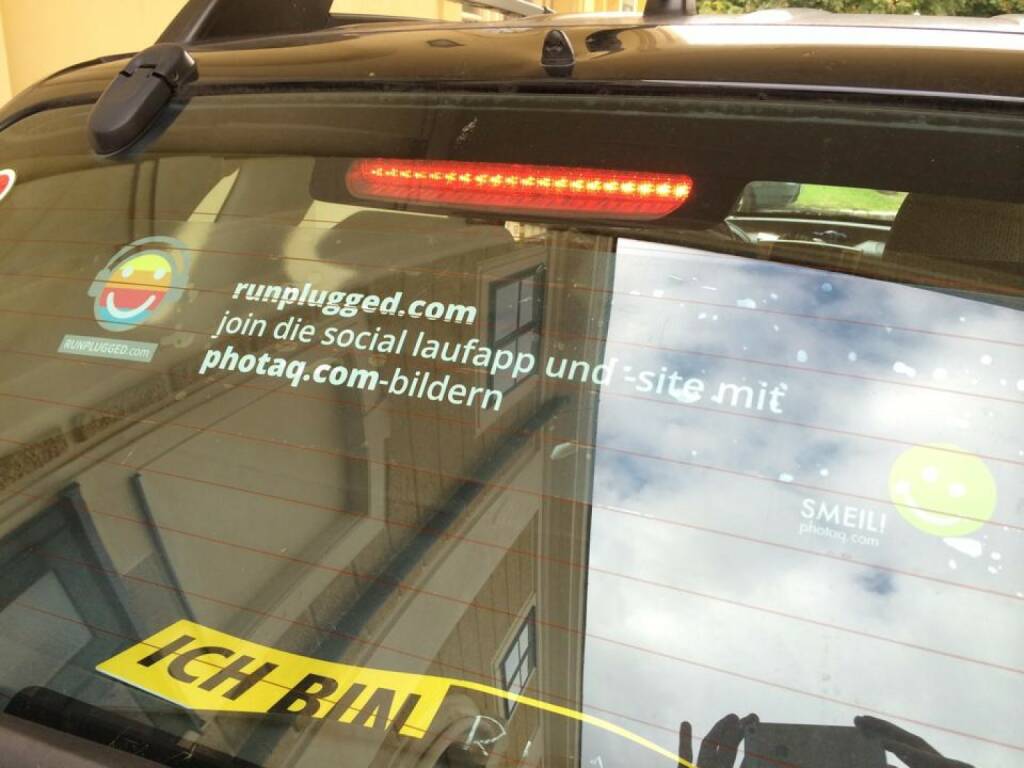 runplugged.com
join die social laufapp und -site mit
photaq.com-bildern
RUNPLUGGED.com
SMEIL!
photaq.com
ICH BIN
R